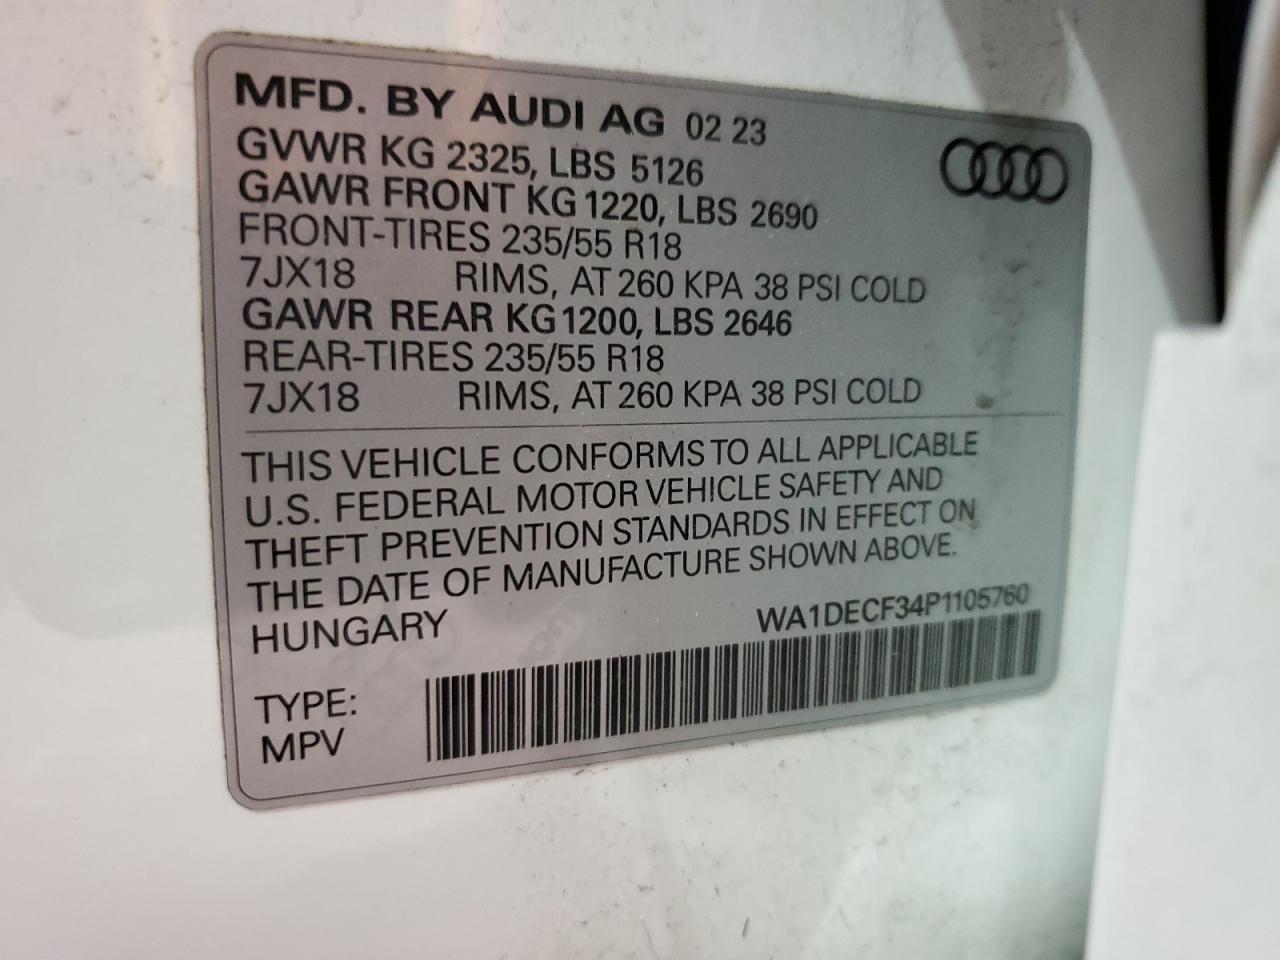 MFD. BY AUDI AG 02 23
GVWR KG 2325, LBS 5126
GAWR FRONT KG 1220, LBS 2690
FRONT-TIRES 235/55 R18
7JX18 RIMS, AT 260 KPA 38 PSI COLD
GAWR REAR KG 1200, LBS 2646
REAR-TIRES 235/55 R18
7JX18 RIMS, AT 260 KPA 38 PSI COLD
THIS VEHICLE CONFORMS TO ALL APPLICABLE
U.S. FEDERAL MOTOR VEHICLE SAFETY AND
THEFT PREVENTION STANDARDS IN EFFECT ON
THE DATE OF MANUFACTURE SHOWN ABOVE.
HUNGARY WA1DECF34P1105760
TYPE:
MPV